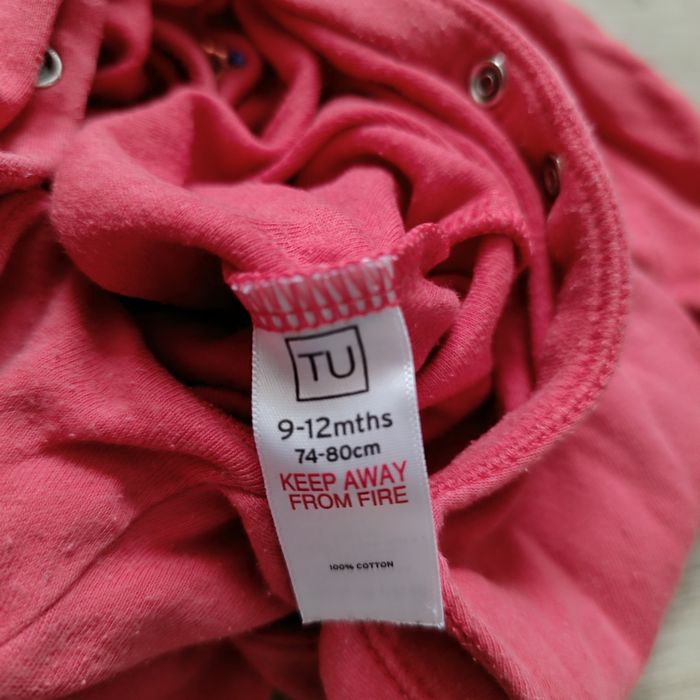 TU
9-12mths
74-80cm
KEEP AWAY
FROM FIRE
100% COTTON